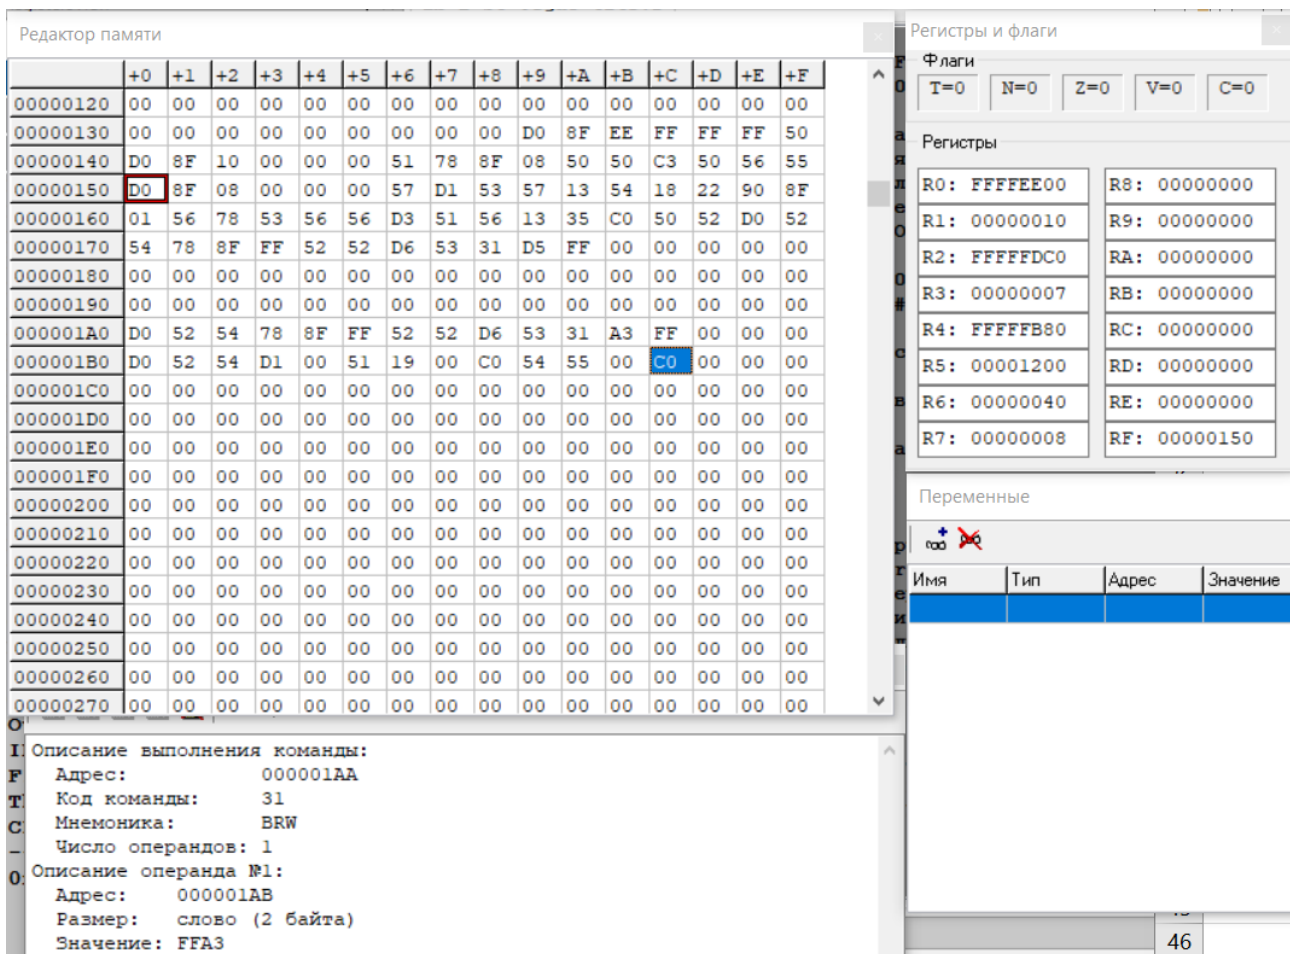 Редактор памяти
+0 +1 +2 +3 +4 +5 +6 +7 +8 +9 +A +B +C +D +E +F
00000120 00 00 00 00 00 00 00 00 00 00 00 00 00 00 00 00
00000130 00 00 00 00 00 00 00 00 00 D0 8F EE FF FF FF 50
00000140 D0 8F 10 00 00 00 51 78 8F 08 50 50 C3 50 56 55
00000150 D0 8F 08 00 00 00 57 D1 53 57 13 54 18 22 90 8F
00000160 01 56 78 53 56 56 D3 51 56 13 35 C0 50 52 D0 52
00000170 54 78 8F FF 52 52 D6 53 31 D5 FF 00 00 00 00 00
00000180 00 00 00 00 00 00 00 00 00 00 00 00 00 00 00 00
00000190 00 00 00 00 00 00 00 00 00 00 00 00 00 00 00 00
000001A0 D0 52 54 78 8F FF 52 52 D6 53 31 A3 FF 00 00 00
000001B0 D0 52 54 D1 00 51 19 00 C0 54 55 00 C0 00 00 00
000001C0 00 00 00 00 00 00 00 00 00 00 00 00 00 00 00 00
000001D0 00 00 00 00 00 00 00 00 00 00 00 00 00 00 00 00
000001E0 00 00 00 00 00 00 00 00 00 00 00 00 00 00 00 00
000001F0 00 00 00 00 00 00 00 00 00 00 00 00 00 00 00 00
00000200 00 00 00 00 00 00 00 00 00 00 00 00 00 00 00 00
00000210 00 00 00 00 00 00 00 00 00 00 00 00 00 00 00 00
00000220 00 00 00 00 00 00 00 00 00 00 00 00 00 00 00 00
00000230 00 00 00 00 00 00 00 00 00 00 00 00 00 00 00 00
00000240 00 00 00 00 00 00 00 00 00 00 00 00 00 00 00 00
00000250 00 00 00 00 00 00 00 00 00 00 00 00 00 00 00 00
00000260 00 00 00 00 00 00 00 00 00 00 00 00 00 00 00 00
00000270 00 00 00 00 00 00 00 00 00 00 00 00 00 00 00 00
Описание выполнения команды:
Адрес: 000001AA
Код команды: 31
Мнемоника: BRW
Число операндов: 1
Описание операнда №1:
Адрес: 000001AB
Размер: слово (2 байта)
Значение: FFA3
Регистры и флаги
Флаги
T=0 N=0 Z=0 V=0 C=0
Регистры
R0: FFFFEE00 R8: 00000000
R1: 00000010 R9: 00000000
R2: FFFFFDC0 RA: 00000000
R3: 00000007 RB: 00000000
R4: FFFFFB80 RC: 00000000
R5: 00001200 RD: 00000000
R6: 00000040 RE: 00000000
R7: 00000008 RF: 00000150
Переменные
Имя Тип Адрес Значение
46